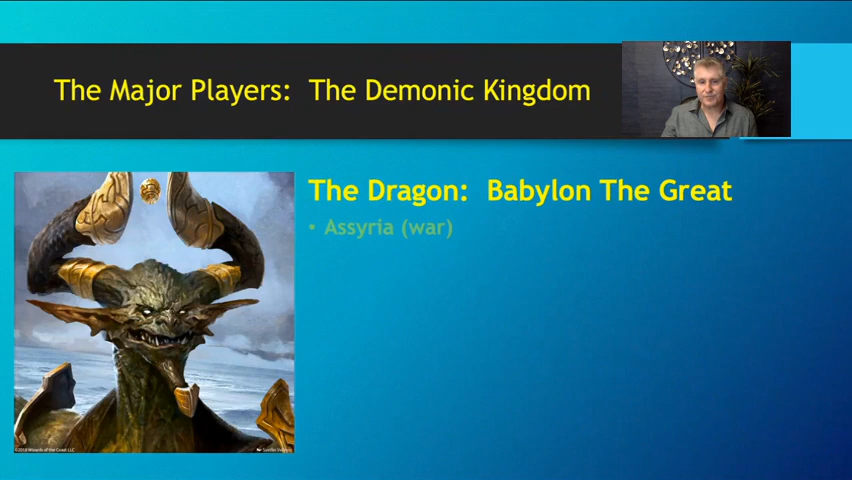 The Major Players:  The Demonic Kingdom
The Dragon:  Babylon The Great
• Assyria (war)
©2018 Wizards of the Coast LLC